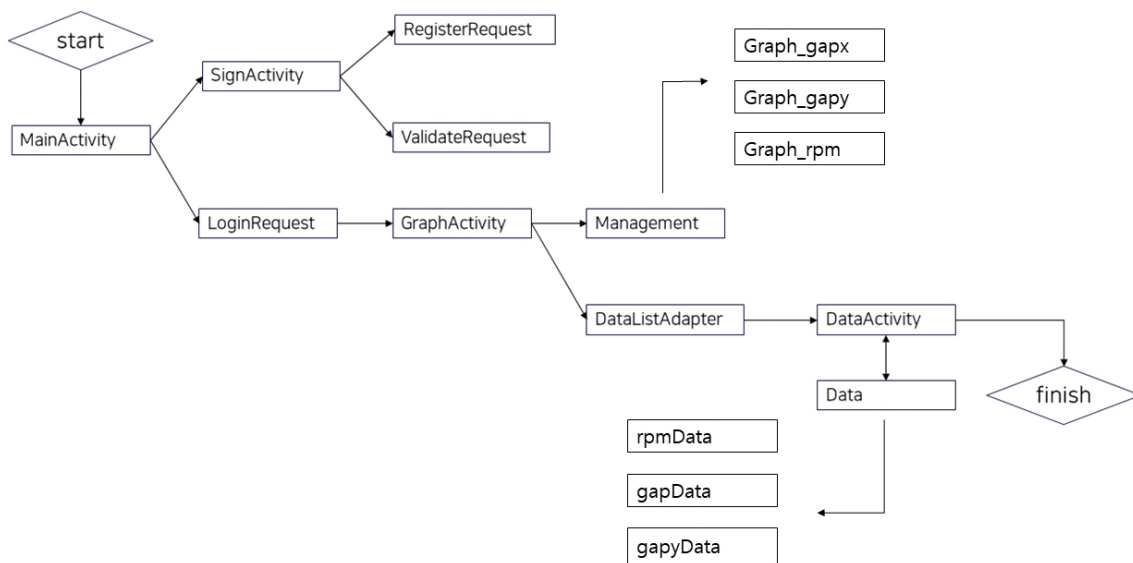 start
RegisterRequest
Graph_gapx
SignActivity
Graph_gapy
MainActivity
ValidateRequest
Graph_rpm
LoginRequest
GraphActivity
Management
DataListAdapter
DataActivity
Data
finish
rpmData
gapData
gapyData